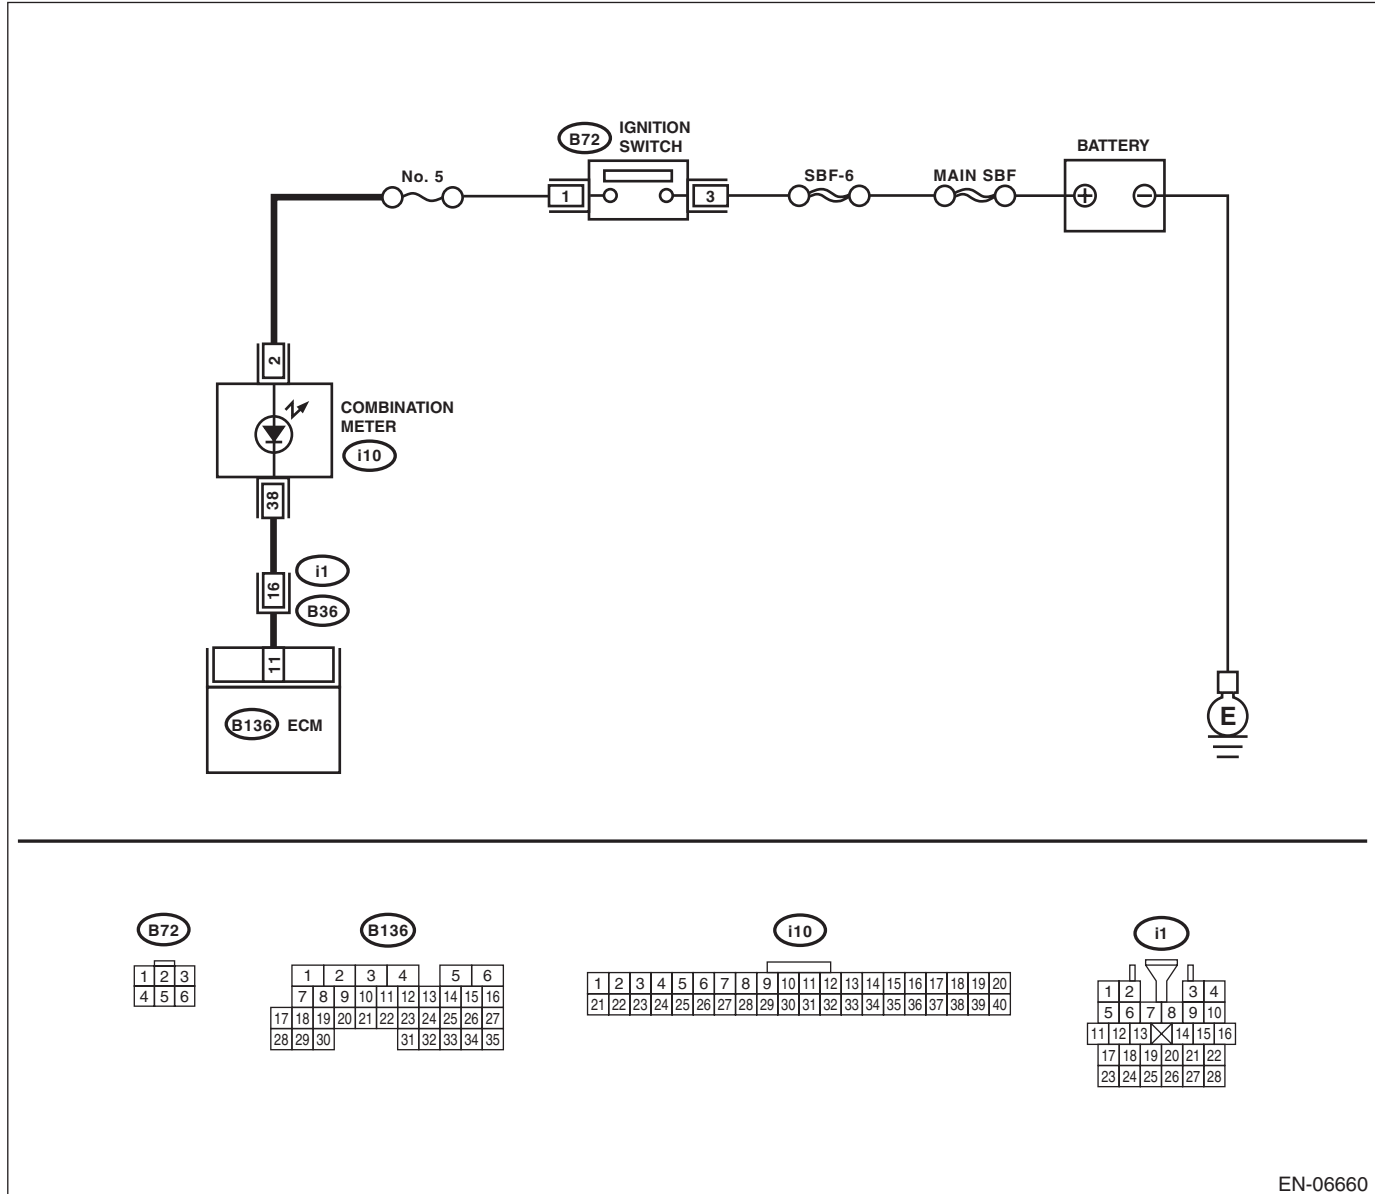 B72
IGNITION
SWITCH
BATTERY
No. 5
SBF-6
MAIN SBF
1
3
+
−
2
COMBINATION
METER
i10
38
i1
16
B36
11
B136
ECM
E
B72
1 2 3
4 5 6
B136
1 2 3 4 5 6
7 8 9 10 11 12 13 14 15 16
17 18 19 20 21 22 23 24 25 26 27
28 29 30 31 32 33 34 35
i10
1 2 3 4 5 6 7 8 9 10 11 12 13 14 15 16 17 18 19 20
21 22 23 24 25 26 27 28 29 30 31 32 33 34 35 36 37 38 39 40
i1
1 2 3 4
5 6 7 8 9 10
11 12 13 14 15 16
17 18 19 20 21 22
23 24 25 26 27 28
EN-06660